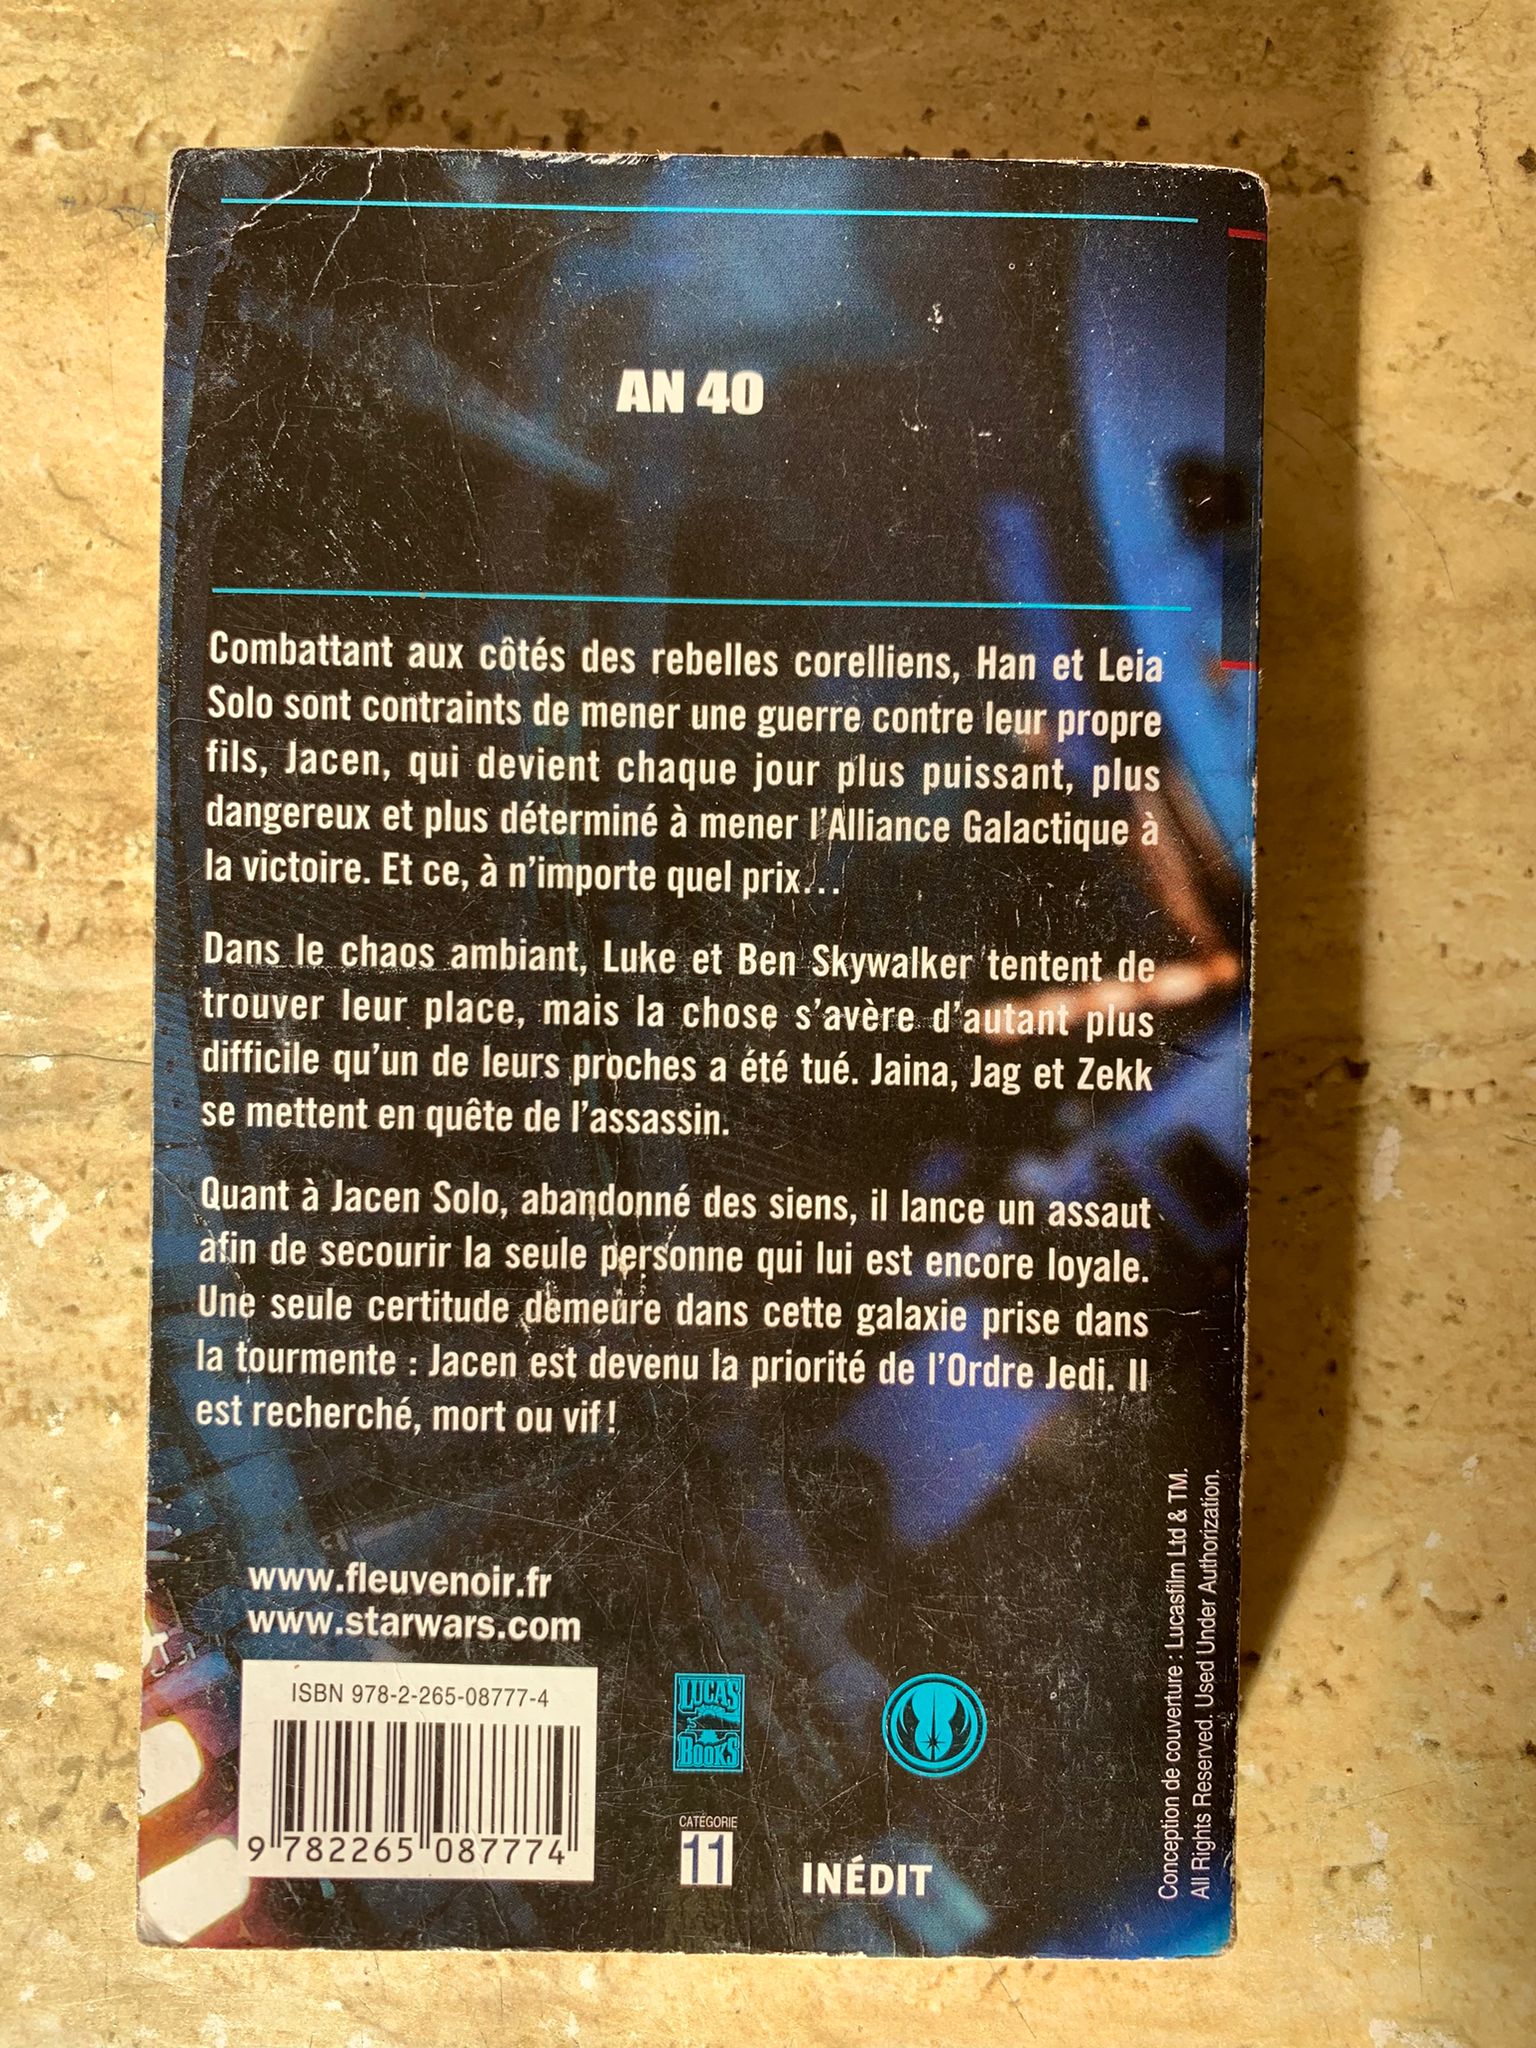 AN 40
Combattant aux côtés des rebelles corelliens, Han et Leia
Solo sont contraints de mener une guerre contre leur propre
fils, Jacen, qui devient chaque jour plus puissant, plus
dangereux et plus déterminé à mener l'Alliance Galactique à
la victoire. Et ce, à n'importe quel prix...
Dans le chaos ambiant, Luke et Ben Skywalker tentent de
trouver leur place, mais la chose s'avère d'autant plus
difficile qu'un de leurs proches a été tué. Jaina, Jag et Zekk
se mettent en quête de l'assassin.
Quant à Jacen Solo, abandonné des siens, il lance un assaut
afin de secourir la seule personne qui lui est encore loyale.
Une seule certitude demeure dans cette galaxie prise dans
la tourmente : Jacen est devenu la priorité de l'Ordre Jedi. Il
est recherché, mort ou vif !
www.fleuvenoir.fr
www.starwars.com
ISBN 978-2-265-08777-4
9 782265 087774
LUCAS
BOOKS
CATÉGORIE
11
INÉDIT
Conception de couverture : Lucasfilm Ltd & TM.
All Rights Reserved. Used Under Authorization.